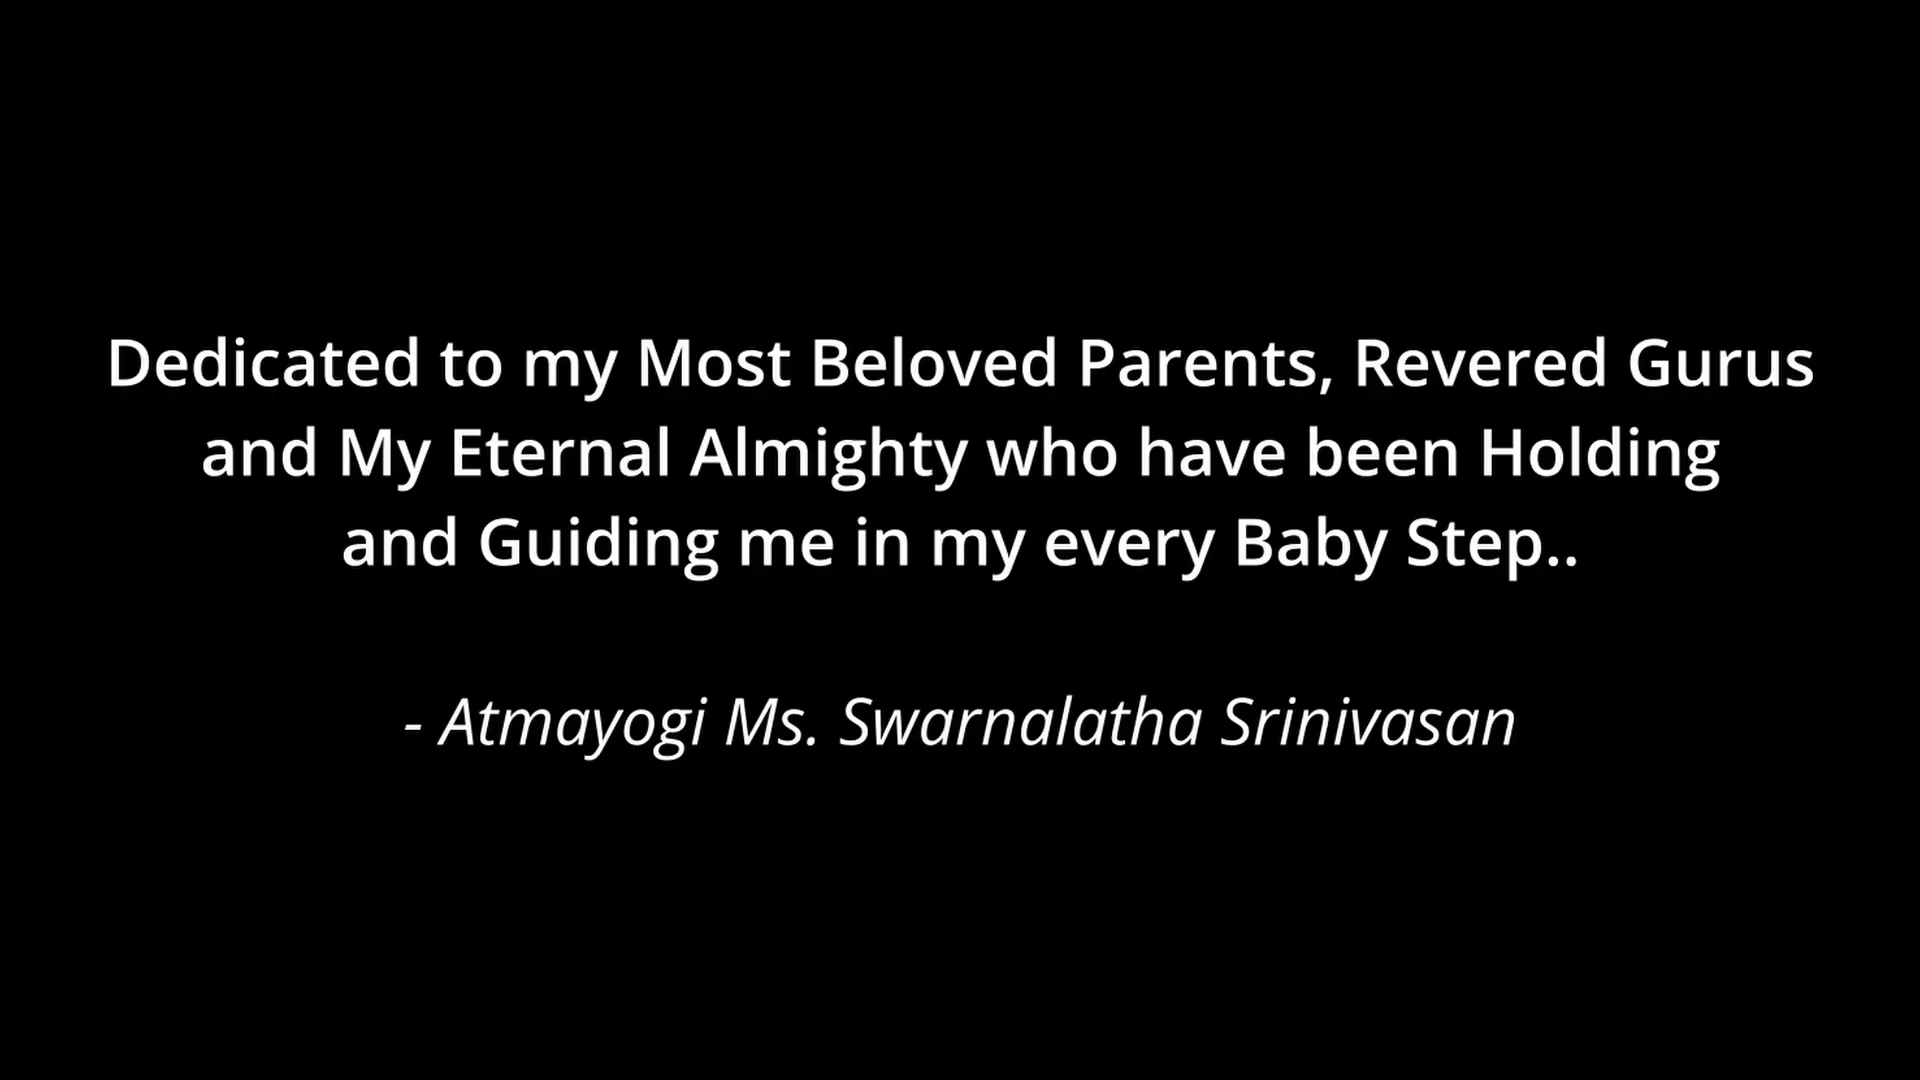 Dedicated to my Most Beloved Parents, Revered Gurus
and My Eternal Almighty who have been Holding
and Guiding me in my every Baby Step..
- Atmayogi Ms. Swarnalatha Srinivasan